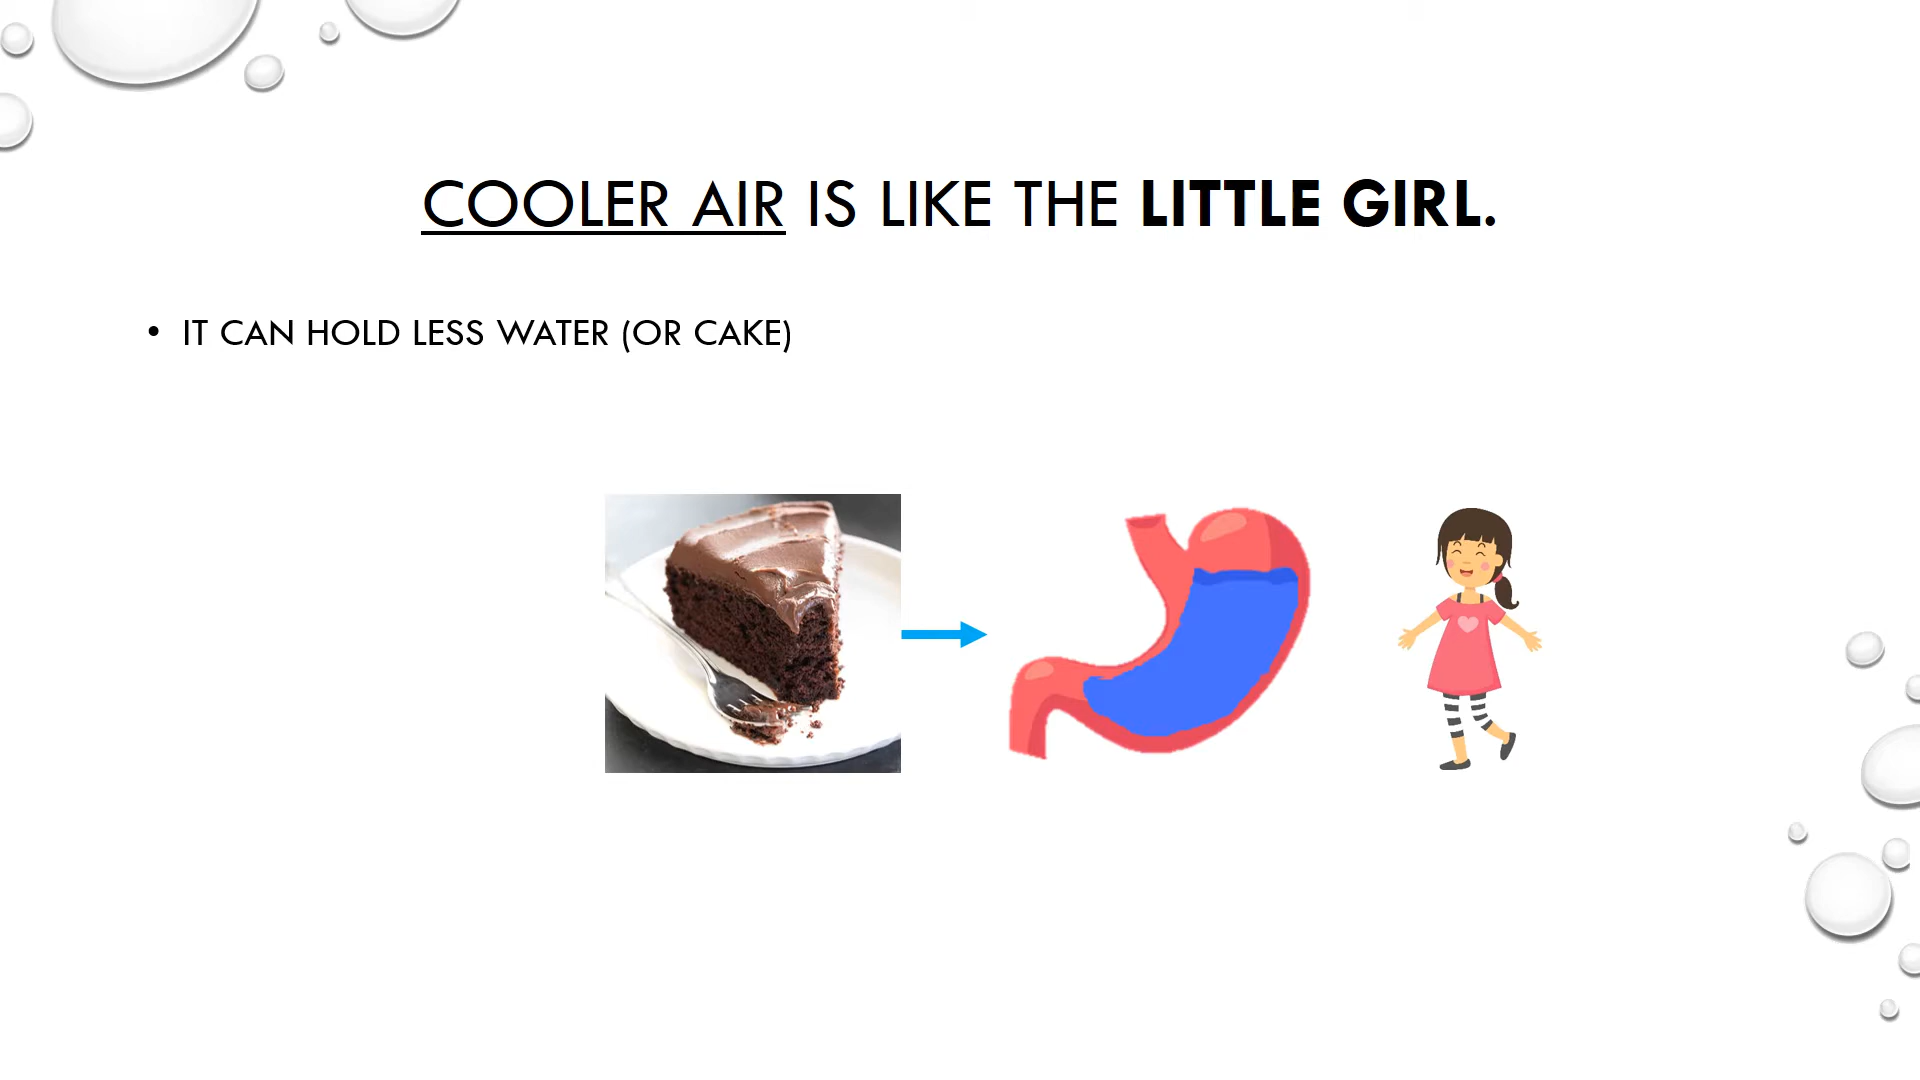 COOLER AIR IS LIKE THE LITTLE GIRL.
• IT CAN HOLD LESS WATER (OR CAKE)